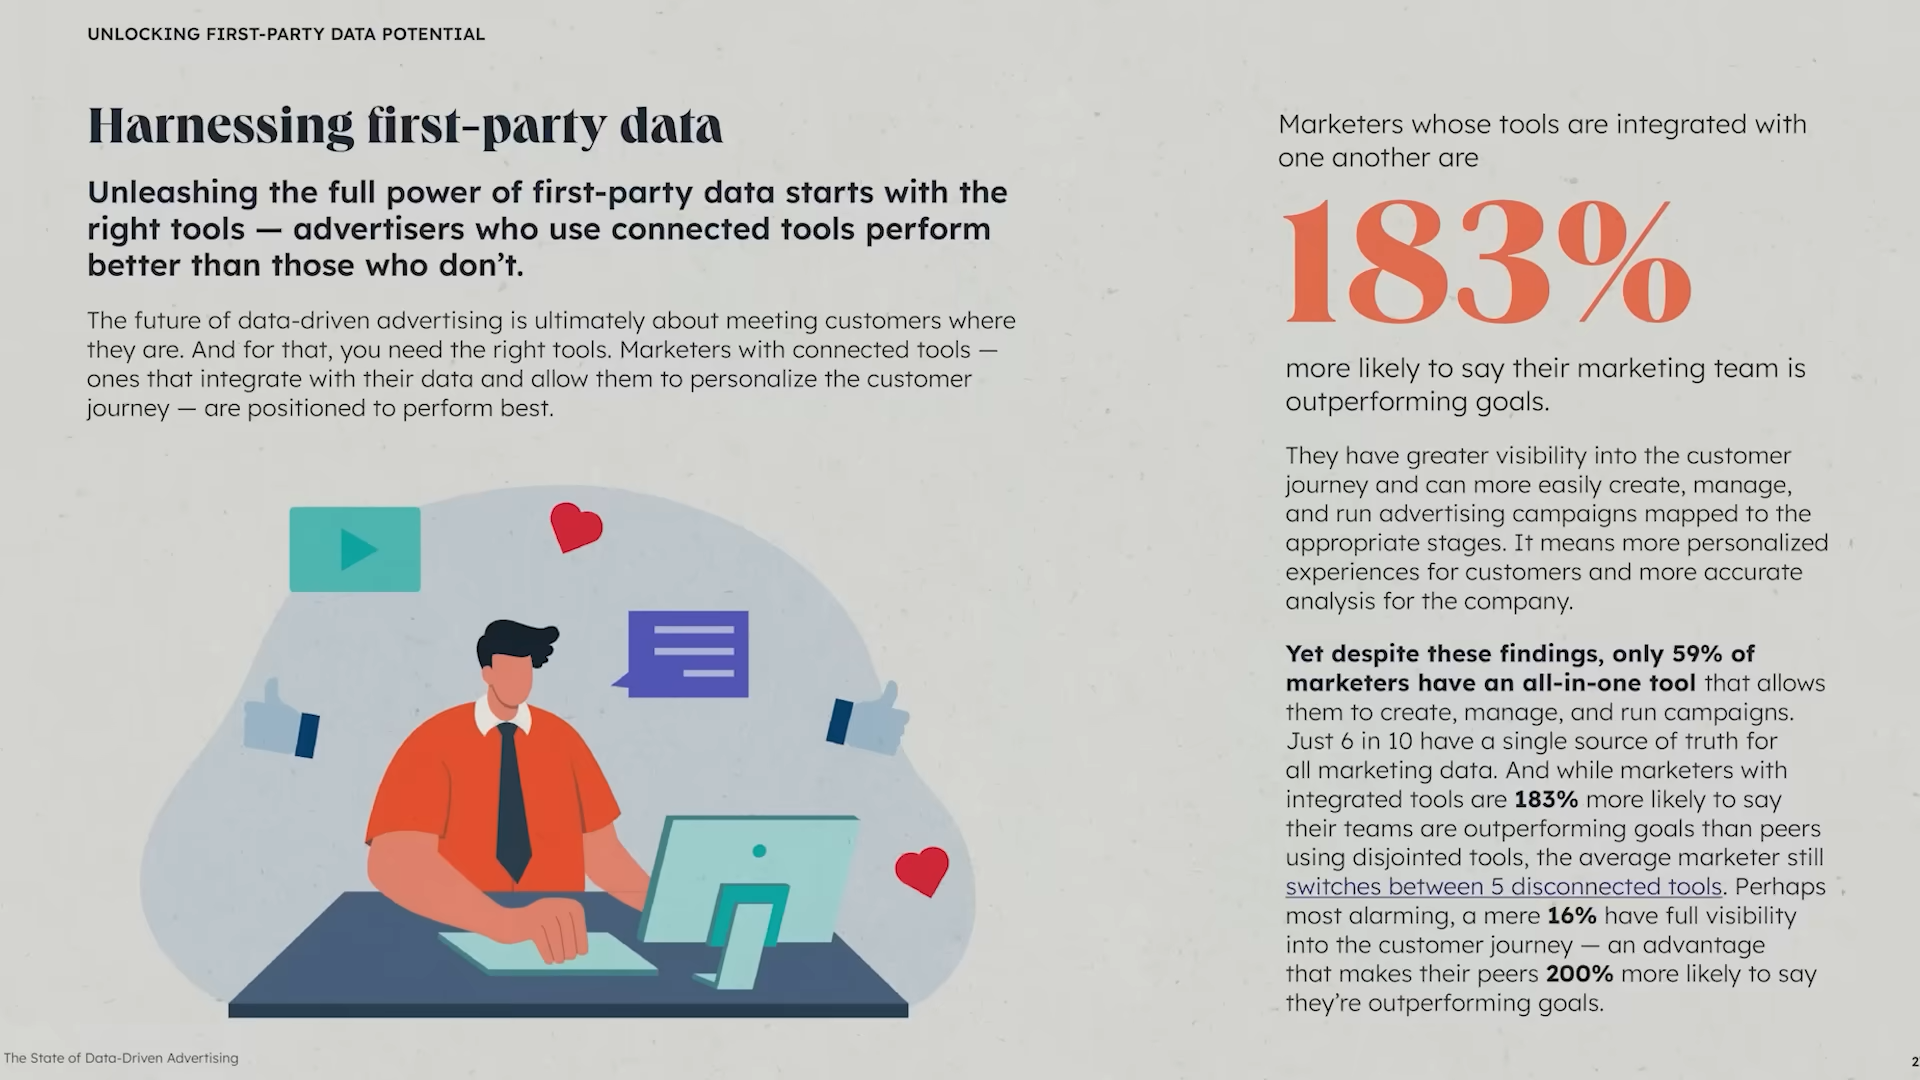 UNLOCKING FIRST-PARTY DATA POTENTIAL
Harnessing first-party data
Unleashing the full power of first-party data starts with the
right tools — advertisers who use connected tools perform
better than those who don’t.
The future of data-driven advertising is ultimately about meeting customers where
they are. And for that, you need the right tools. Marketers with connected tools —
ones that integrate with their data and allow them to personalize the customer
journey — are positioned to perform best.
Marketers whose tools are integrated with
one another are
183%
more likely to say their marketing team is
outperforming goals.
They have greater visibility into the customer
journey and can more easily create, manage,
and run advertising campaigns mapped to the
appropriate stages. It means more personalized
experiences for customers and more accurate
analysis for the company.
Yet despite these findings, only 59% of
marketers have an all-in-one tool that allows
them to create, manage, and run campaigns.
Just 6 in 10 have a single source of truth for
all marketing data. And while marketers with
integrated tools are 183% more likely to say
their teams are outperforming goals than peers
using disjointed tools, the average marketer still
switches between 5 disconnected tools. Perhaps
most alarming, a mere 16% have full visibility
into the customer journey — an advantage
that makes their peers 200% more likely to say
they’re outperforming goals.
The State of Data-Driven Advertising